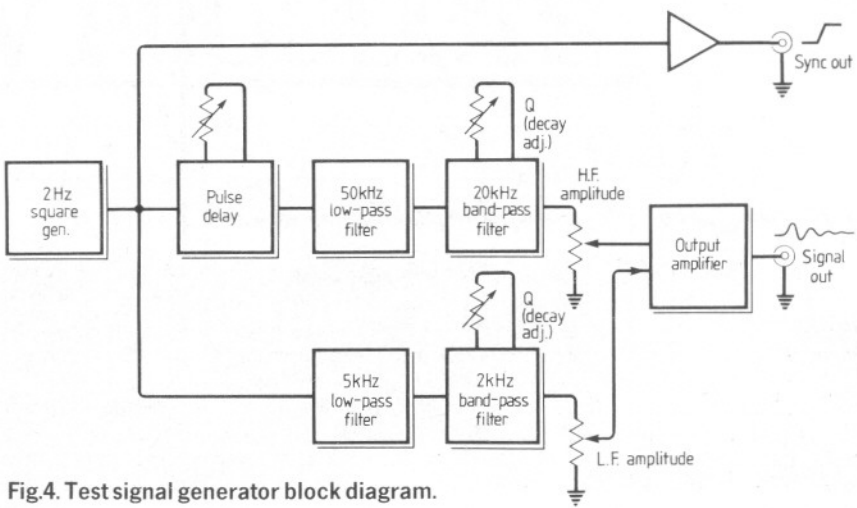 Sync out
Q
(decay
adj.)
2Hz
square
gen.
Pulse
delay
50kHz
low-pass
filter
20kHz
band-pass
filter
H.F.
amplitude
Output
amplifier
Signal
out
Q
(decay
adj.)
5kHz
low-pass
filter
2kHz
band-pass
filter
L.F. amplitude
Fig.4. Test signal generator block diagram.